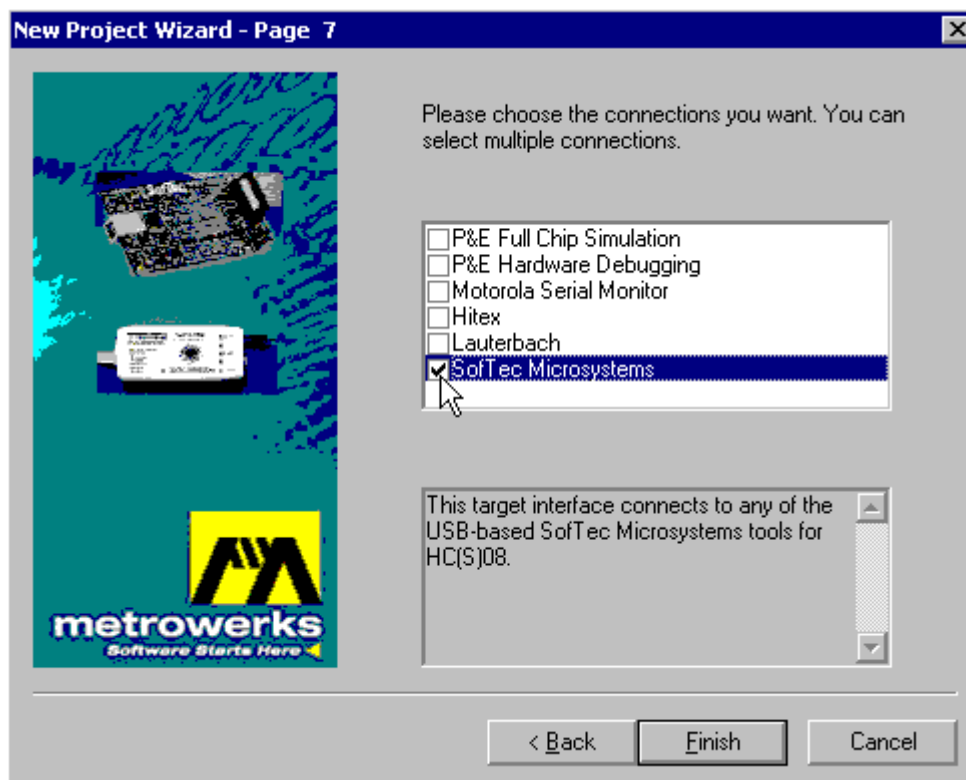 New Project Wizard - Page 7
Please choose the connections you want. You can
select multiple connections.
P&E Full Chip Simulation
P&E Hardware Debugging
Motorola Serial Monitor
Hitex
Lauterbach
SofTec Microsystems
This target interface connects to any of the
USB-based SofTec Microsystems tools for
HC(S)08.
SofTec
metrowerks
Software Starts Here
< Back
Finish
Cancel